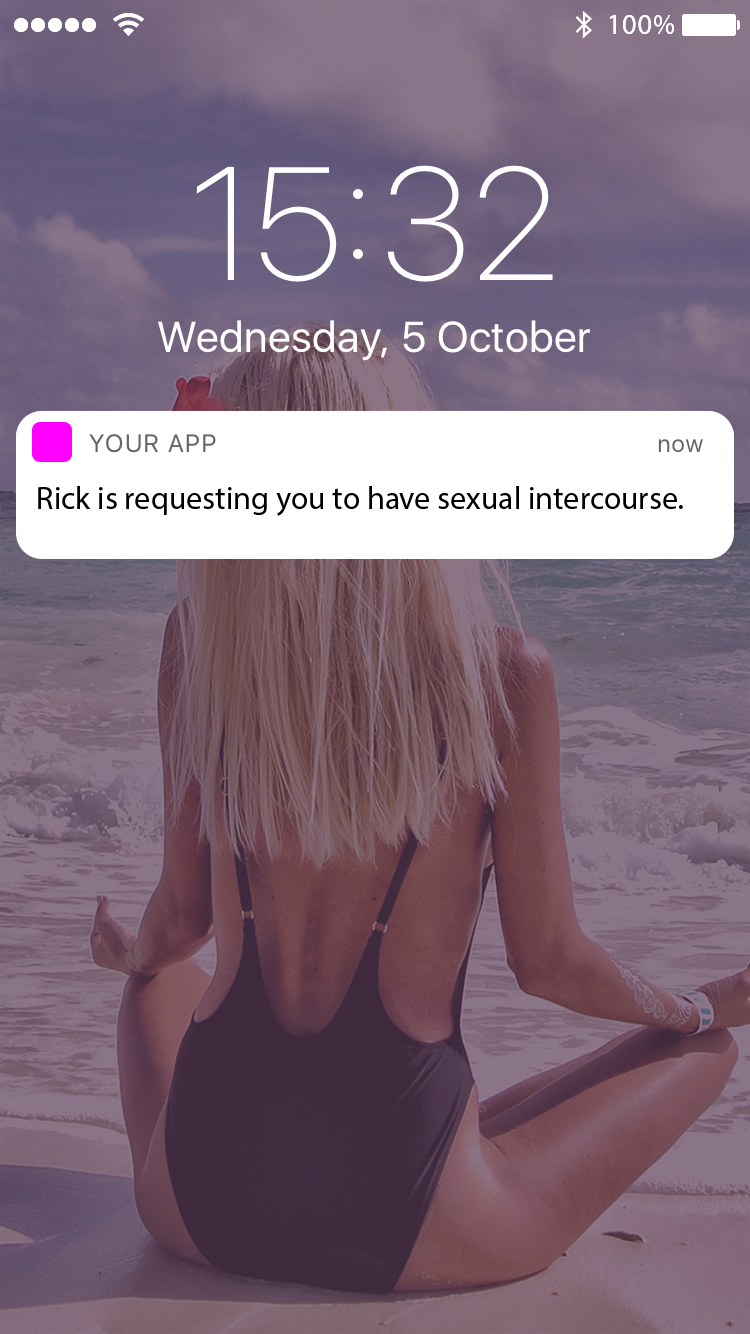 100%
15:32
Wednesday, 5 October
YOUR APP now
Rick is requesting you to have sexual intercourse.